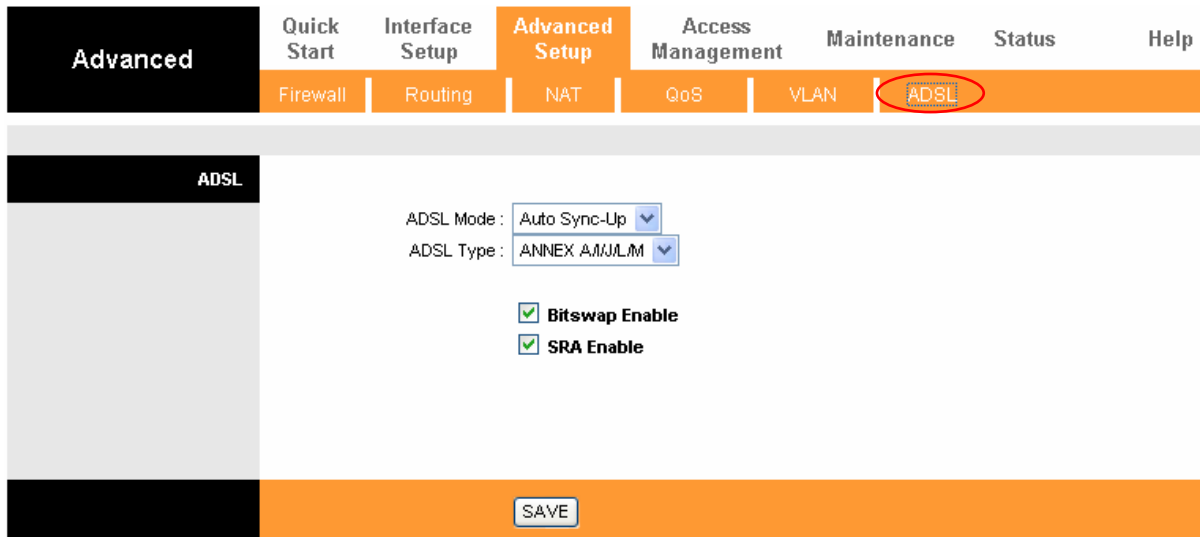 Advanced
Quick Start
Interface Setup
Advanced Setup
Access Management
Maintenance
Status
Help
Firewall
Routing
NAT
QoS
VLAN
ADSL
ADSL
ADSL Mode : Auto Sync-Up
ADSL Type : ANNEX A/I/J/L/M
Bitswap Enable
SRA Enable
SAVE